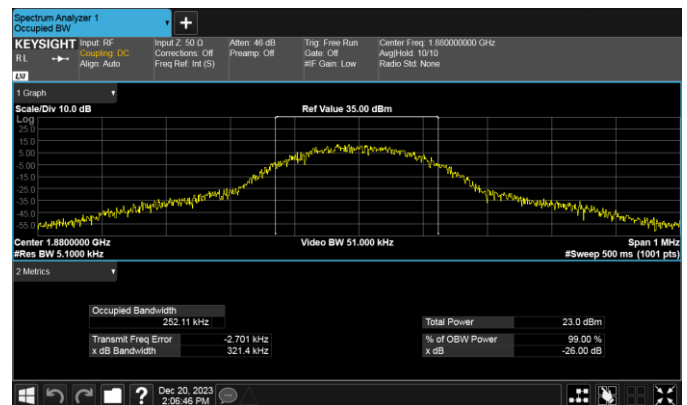 Spectrum Analyzer 1
Occupied BW
KEYSIGHT
RL
LXI
Input: RF
Coupling: DC
Align: Auto
Input Z: 50 Ω
Corrections: Off
Freq Ref: Int (S)
Atten: 46 dB
Preamp: Off
Trig: Free Run
Gate: Off
#IF Gain: Low
Center Freq: 1.880000000 GHz
Avg|Hold: 10/10
Radio Std: None
1 Graph
Scale/Div 10.0 dB
Ref Value 35.00 dBm
Log
25.0
15.0
5.00
-5.00
-15.0
-25.0
-35.0
-45.0
-55.0
Center 1.8800000 GHz
Video BW 51.000 kHz
Span 1 MHz
#Res BW 5.1000 kHz
#Sweep 500 ms (1001 pts)
2 Metrics
Occupied Bandwidth
252.11 kHz
Total Power 23.0 dBm
Transmit Freq Error -2.701 kHz
% of OBW Power 99.00 %
x dB Bandwidth 321.4 kHz
x dB -26.00 dB
Dec 20, 2023
2:06:46 PM